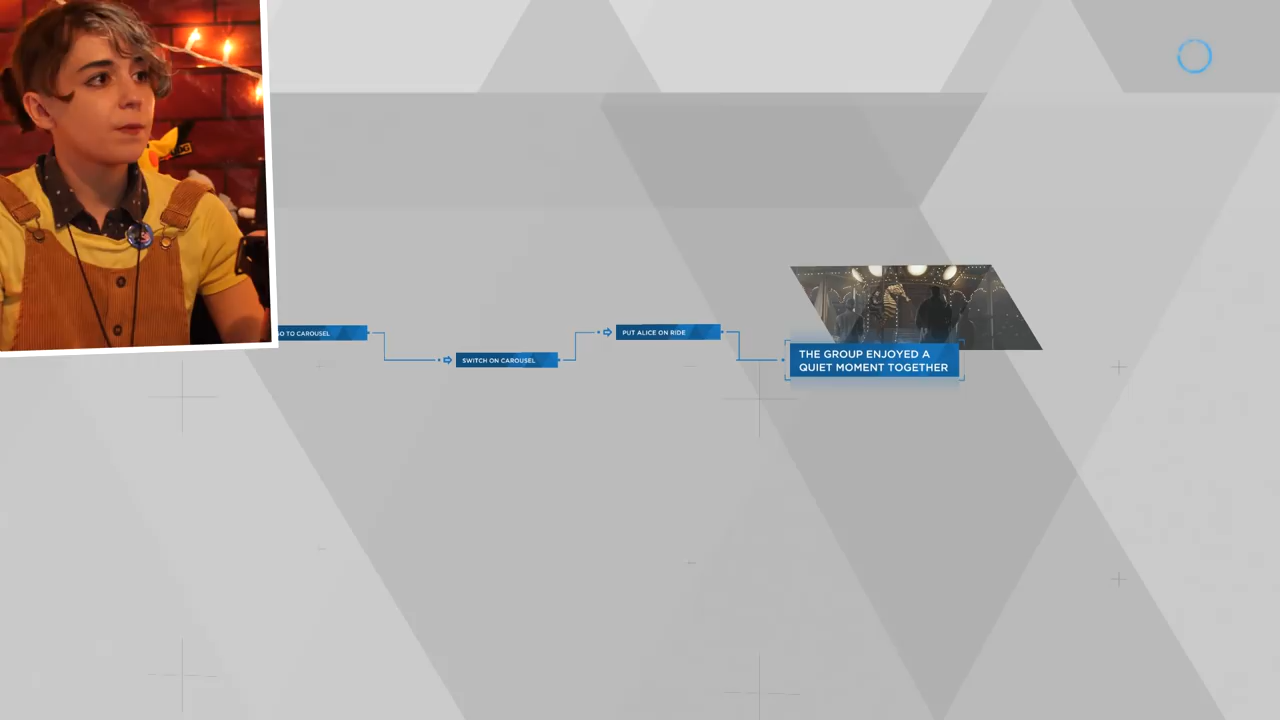 O TO CAROUSEL
SWITCH ON CAROUSEL
PUT ALICE ON RIDE
THE GROUP ENJOYED A
QUIET MOMENT TOGETHER